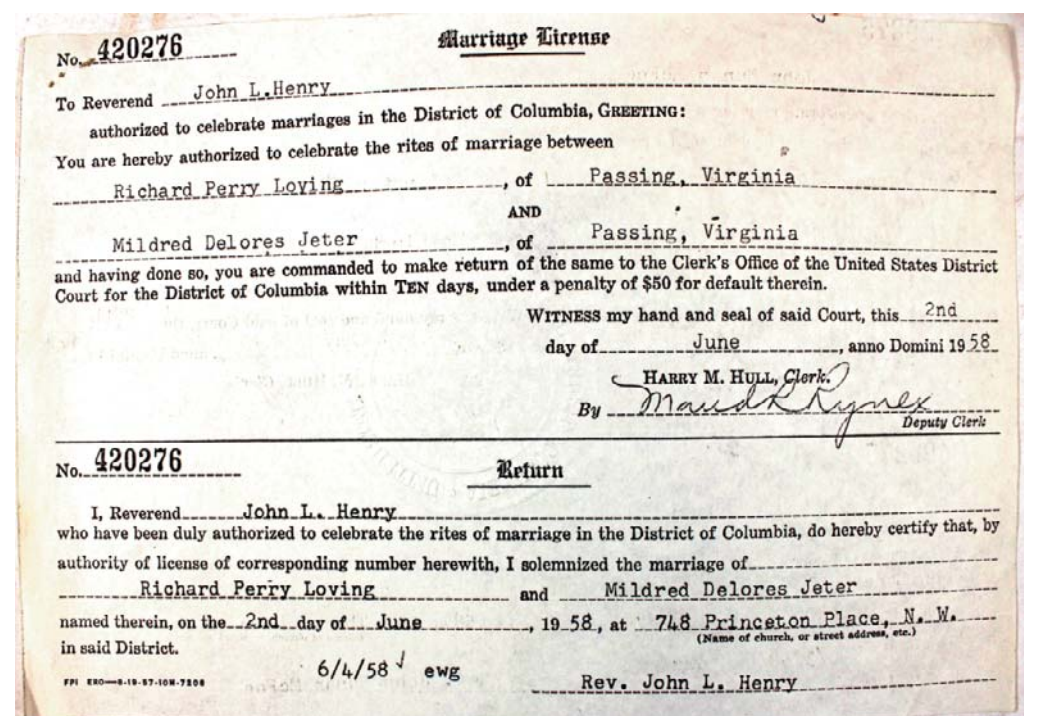 No. 420276
Marriage License
To Reverend John L. Henry
authorized to celebrate marriages in the District of Columbia, GREETING:
You are hereby authorized to celebrate the rites of marriage between
Richard Perry Loving, of Passing, Virginia
AND
Mildred Delores Jeter, of Passing, Virginia
and having done so, you are commanded to make return of the same to the Clerk's Office of the United States District
Court for the District of Columbia within TEN days, under a penalty of $50 for default therein.
WITNESS my hand and seal of said Court, this 2nd
day of June, anno Domini 1958
HARRY M. HULL, Clerk.
By Maud R Rynex
Deputy Clerk
No. 420276
Return
I, Reverend John L. Henry
who have been duly authorized to celebrate the rites of marriage in the District of Columbia, do hereby certify that, by
authority of license of corresponding number herewith, I solemnized the marriage of
Richard Perry Loving and Mildred Delores Jeter
named therein, on the 2nd day of June, 19 58, at 748 Princeton Place, N. W.
(Name of church, or street address, etc.)
in said District.
6/4/58 ewg
FPI ERO—8-19-57-10M-7206
Rev. John L. Henry